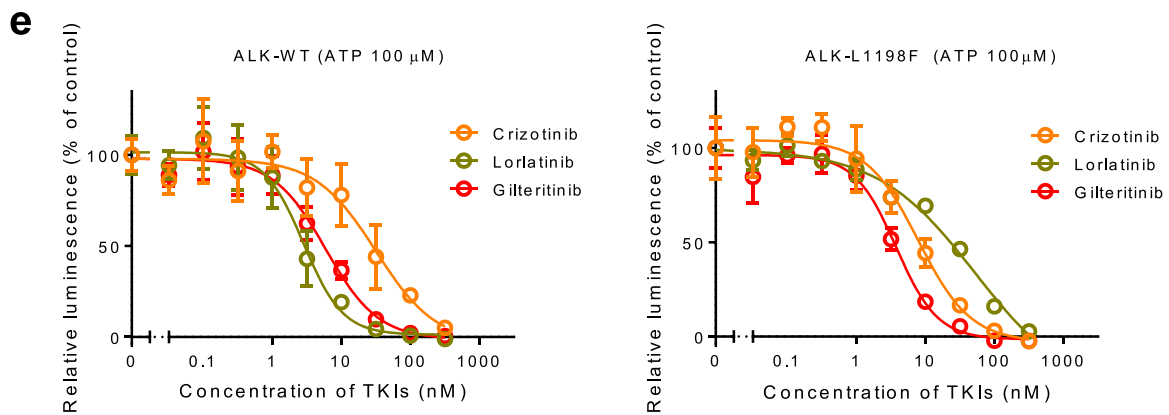 e
ALK-WT (ATP 100 μM)
Relative luminescence (% of control)
100
50
0
0
0.1
1
10
100
1000
Concentration of TKIs (nM)
Crizotinib
Lorlatinib
Gilteritinib
ALK-L1198F (ATP 100μM)
Relative luminescence (% of control)
100
50
0
0
0.1
1
10
100
1000
Concentration of TKIs (nM)
Crizotinib
Lorlatinib
Gilteritinib